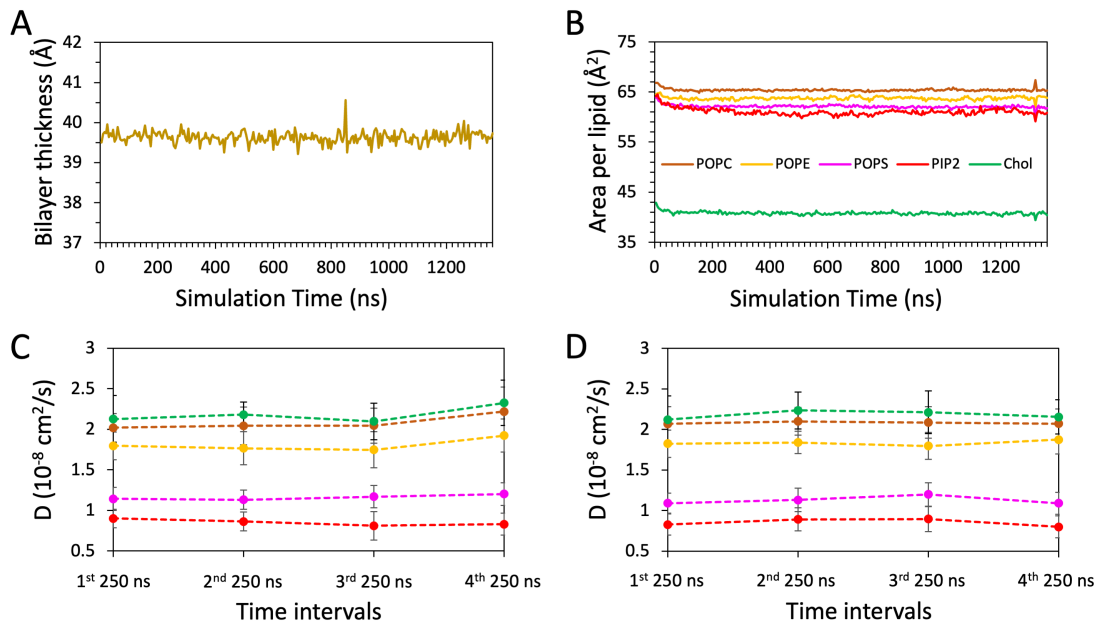 A
Bilayer thickness (Å)
42
41
40
39
38
37
0 200 400 600 800 1000 1200
Simulation Time (ns)
B
Area per lipid (Å²)
75
65
55
45
35
POPC POPE POPS PIP2 Chol
0 200 400 600 800 1000 1200
Simulation Time (ns)
C
D (10⁻⁸ cm²/s)
3
2.5
2
1.5
1
0.5
1ˢᵗ 250 ns 2ⁿᵈ 250 ns 3ʳᵈ 250 ns 4ᵗʰ 250 ns
Time intervals
D
D (10⁻⁸ cm²/s)
3
2.5
2
1.5
1
0.5
1ˢᵗ 250 ns 2ⁿᵈ 250 ns 3ʳᵈ 250 ns 4ᵗʰ 250 ns
Time intervals